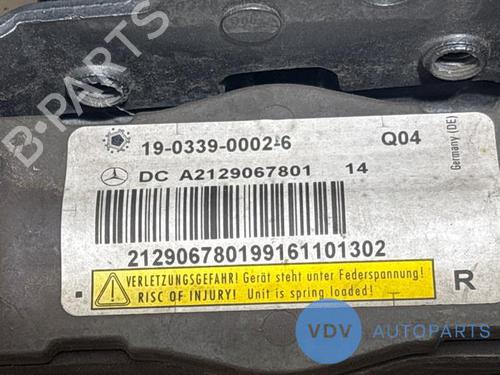 19-0339-0002-6 Q04
Germany (DE)
DC A2129067801 14
212906780199161101302
VERLETZUNGSGEFAHR! Gerät steht unter Federspannung!
RISC OF INJURY! Unit is spring loaded!
R
B-PARTS
VDV AUTOPARTS